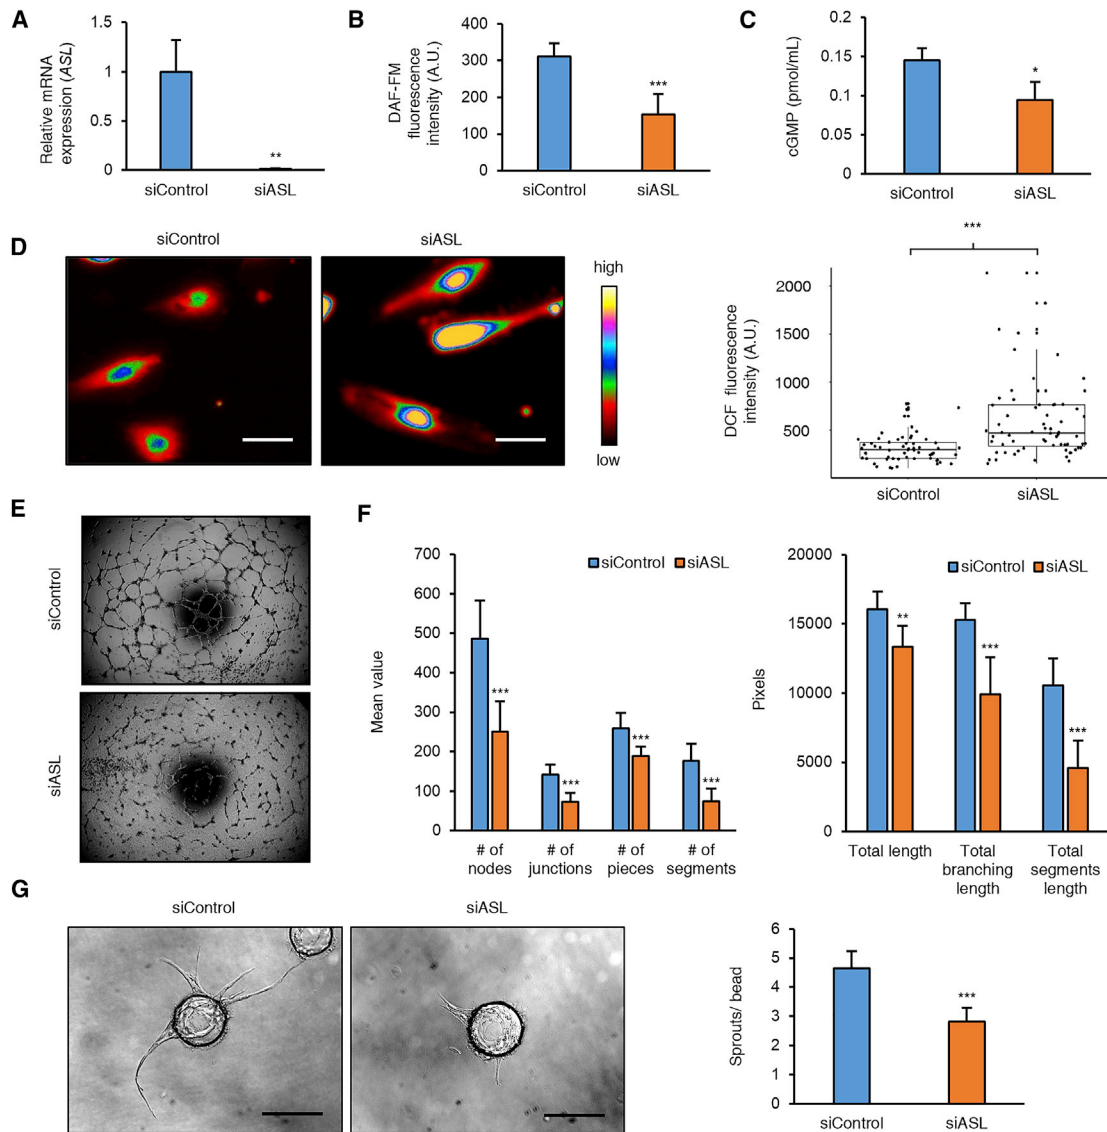 A
Relative mRNA
expression (ASL)
1.5
1
0.5
0
**
siControl
siASL
B
DAF-FM
fluorescence
intensity (A.U.)
400
300
200
100
0
***
siControl
siASL
C
cGMP (pmol/mL)
0.2
0.15
0.1
0.05
0
*
siControl
siASL
D
siControl
siASL
high
low
***
DCF fluorescence
intensity (A.U.)
2000
1500
1000
500
siControl
siASL
E
siControl
siASL
F
Mean value
700
600
500
400
300
200
100
0
siControl
siASL
***
***
***
***
# of
nodes
# of
junctions
# of
pieces
# of
segments
Pixels
20000
15000
10000
5000
0
siControl
siASL
**
***
***
Total length
Total
branching
length
Total
segments
length
G
siControl
siASL
Sprouts/ bead
6
5
4
3
2
1
0
***
siControl
siASL